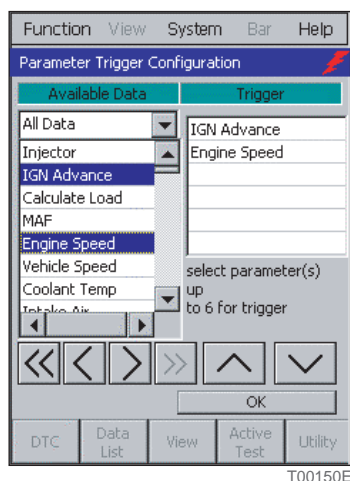 Function View System Bar Help
Parameter Trigger Configuration
Available Data Trigger
All Data
Injector
IGN Advance
Calculate Load
MAF
Engine Speed
Vehicle Speed
Coolant Temp
Intake Air
IGN Advance
Engine Speed
select parameter(s)
up
to 6 for trigger
OK
DTC Data List View Active Test Utility
T00150E